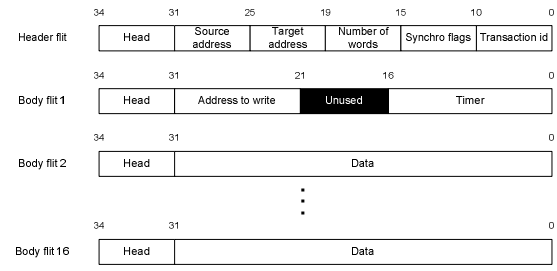 34 31 25 19 15 10 0
Header flit Head Source address Target address Number of words Synchro flags Transaction id
34 31 21 16 0
Body flit 1 Head Address to write Unused Timer
34 31 0
Body flit 2 Head Data
34 31 0
Body flit 16 Head Data